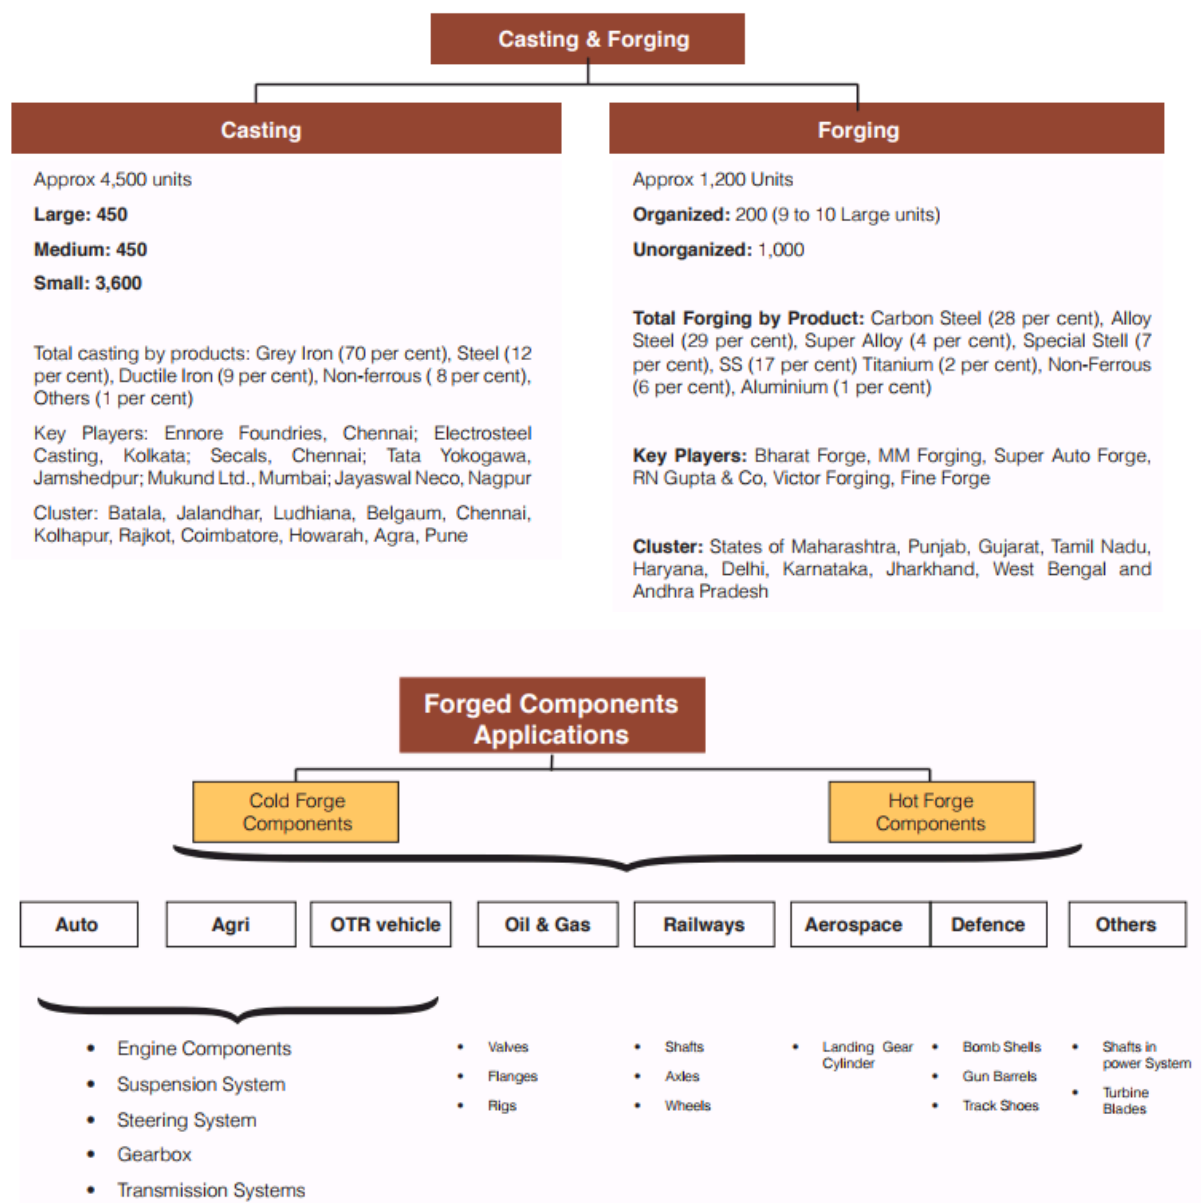 Casting & Forging
Casting
Approx 4,500 units
Large: 450
Medium: 450
Small: 3,600
Total casting by products: Grey Iron (70 per cent), Steel (12
per cent), Ductile Iron (9 per cent), Non-ferrous ( 8 per cent),
Others (1 per cent)
Key Players: Ennore Foundries, Chennai; Electrosteel
Casting, Kolkata; Secals, Chennai; Tata Yokogawa,
Jamshedpur; Mukund Ltd., Mumbai; Jayaswal Neco, Nagpur
Cluster: Batala, Jalandhar, Ludhiana, Belgaum, Chennai,
Kolhapur, Rajkot, Coimbatore, Howarah, Agra, Pune
Forging
Approx 1,200 Units
Organized: 200 (9 to 10 Large units)
Unorganized: 1,000
Total Forging by Product: Carbon Steel (28 per cent), Alloy
Steel (29 per cent), Super Alloy (4 per cent), Special Stell (7
per cent), SS (17 per cent) Titanium (2 per cent), Non-Ferrous
(6 per cent), Aluminium (1 per cent)
Key Players: Bharat Forge, MM Forging, Super Auto Forge,
RN Gupta & Co, Victor Forging, Fine Forge
Cluster: States of Maharashtra, Punjab, Gujarat, Tamil Nadu,
Haryana, Delhi, Karnataka, Jharkhand, West Bengal and
Andhra Pradesh
Forged Components
Applications
Cold Forge
Components
Hot Forge
Components
Auto
Agri
OTR vehicle
Oil & Gas
Railways
Aerospace
Defence
Others
• Engine Components
• Suspension System
• Steering System
• Gearbox
• Transmission Systems
• Valves
• Flanges
• Rigs
• Shafts
• Axles
• Wheels
• Landing Gear
Cylinder
• Bomb Shells
• Gun Barrels
• Track Shoes
• Shafts in
power System
• Turbine
Blades